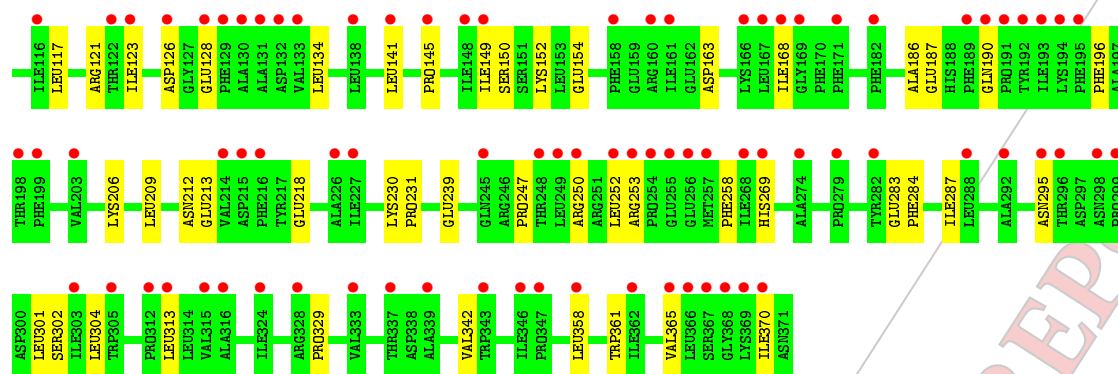 ILE116 LEU117 ARG121 THR122 ILE123 ASP126 GLY127 GLU128 PHE129 ALA130 ALA131 ASP132 VAL133 LEU134 LEU138 LEU141 PRO145 ILE148 ILE149 SER150 SER151 LYS152 LEU153 GLU154 PHE158 GLU159 ARG160 ILE161 GLU162 ASP163 LYS166 LEU167 ILE168 GLY169 PHE170 PHE171 PHE182 ALA186 GLU187 HIS188 PHE189 GLN190 PRO191 TYR192 ILE193 LYS194 PHE195 PHE196 ALA197
THR198 PHE199 VAL203 LYS206 LEU209 ASN212 GLU213 VAL214 ASP215 PHE216 TYR217 GLU218 ALA226 ILE227 LYS230 PRO231 GLU239 GLN245 ARG246 PRO247 THR248 LEU249 ARG250 ARG251 LEU252 ARG253 PRO254 GLU255 GLU256 MET257 PHE258 ILE268 HIS269 ALA274 PRO279 TYR282 GLU283 PHE284 ILE287 LEU288 ALA292 ASN295 THR296 ASP297 ASN298
ASP300 LEU301 SER302 ILE303 LEU304 TRP305 PRO312 LEU313 LEU314 VAL315 ALA316 ILE324 ARG328 PRO329 VAL333 THR337 ASP338 ALA339 VAL342 TRP343 ILE346 PRO347 LEU358 TRP361 ILE362 VAL365 LEU366 SER367 GLY368 LYS369 ILE370 ASN371